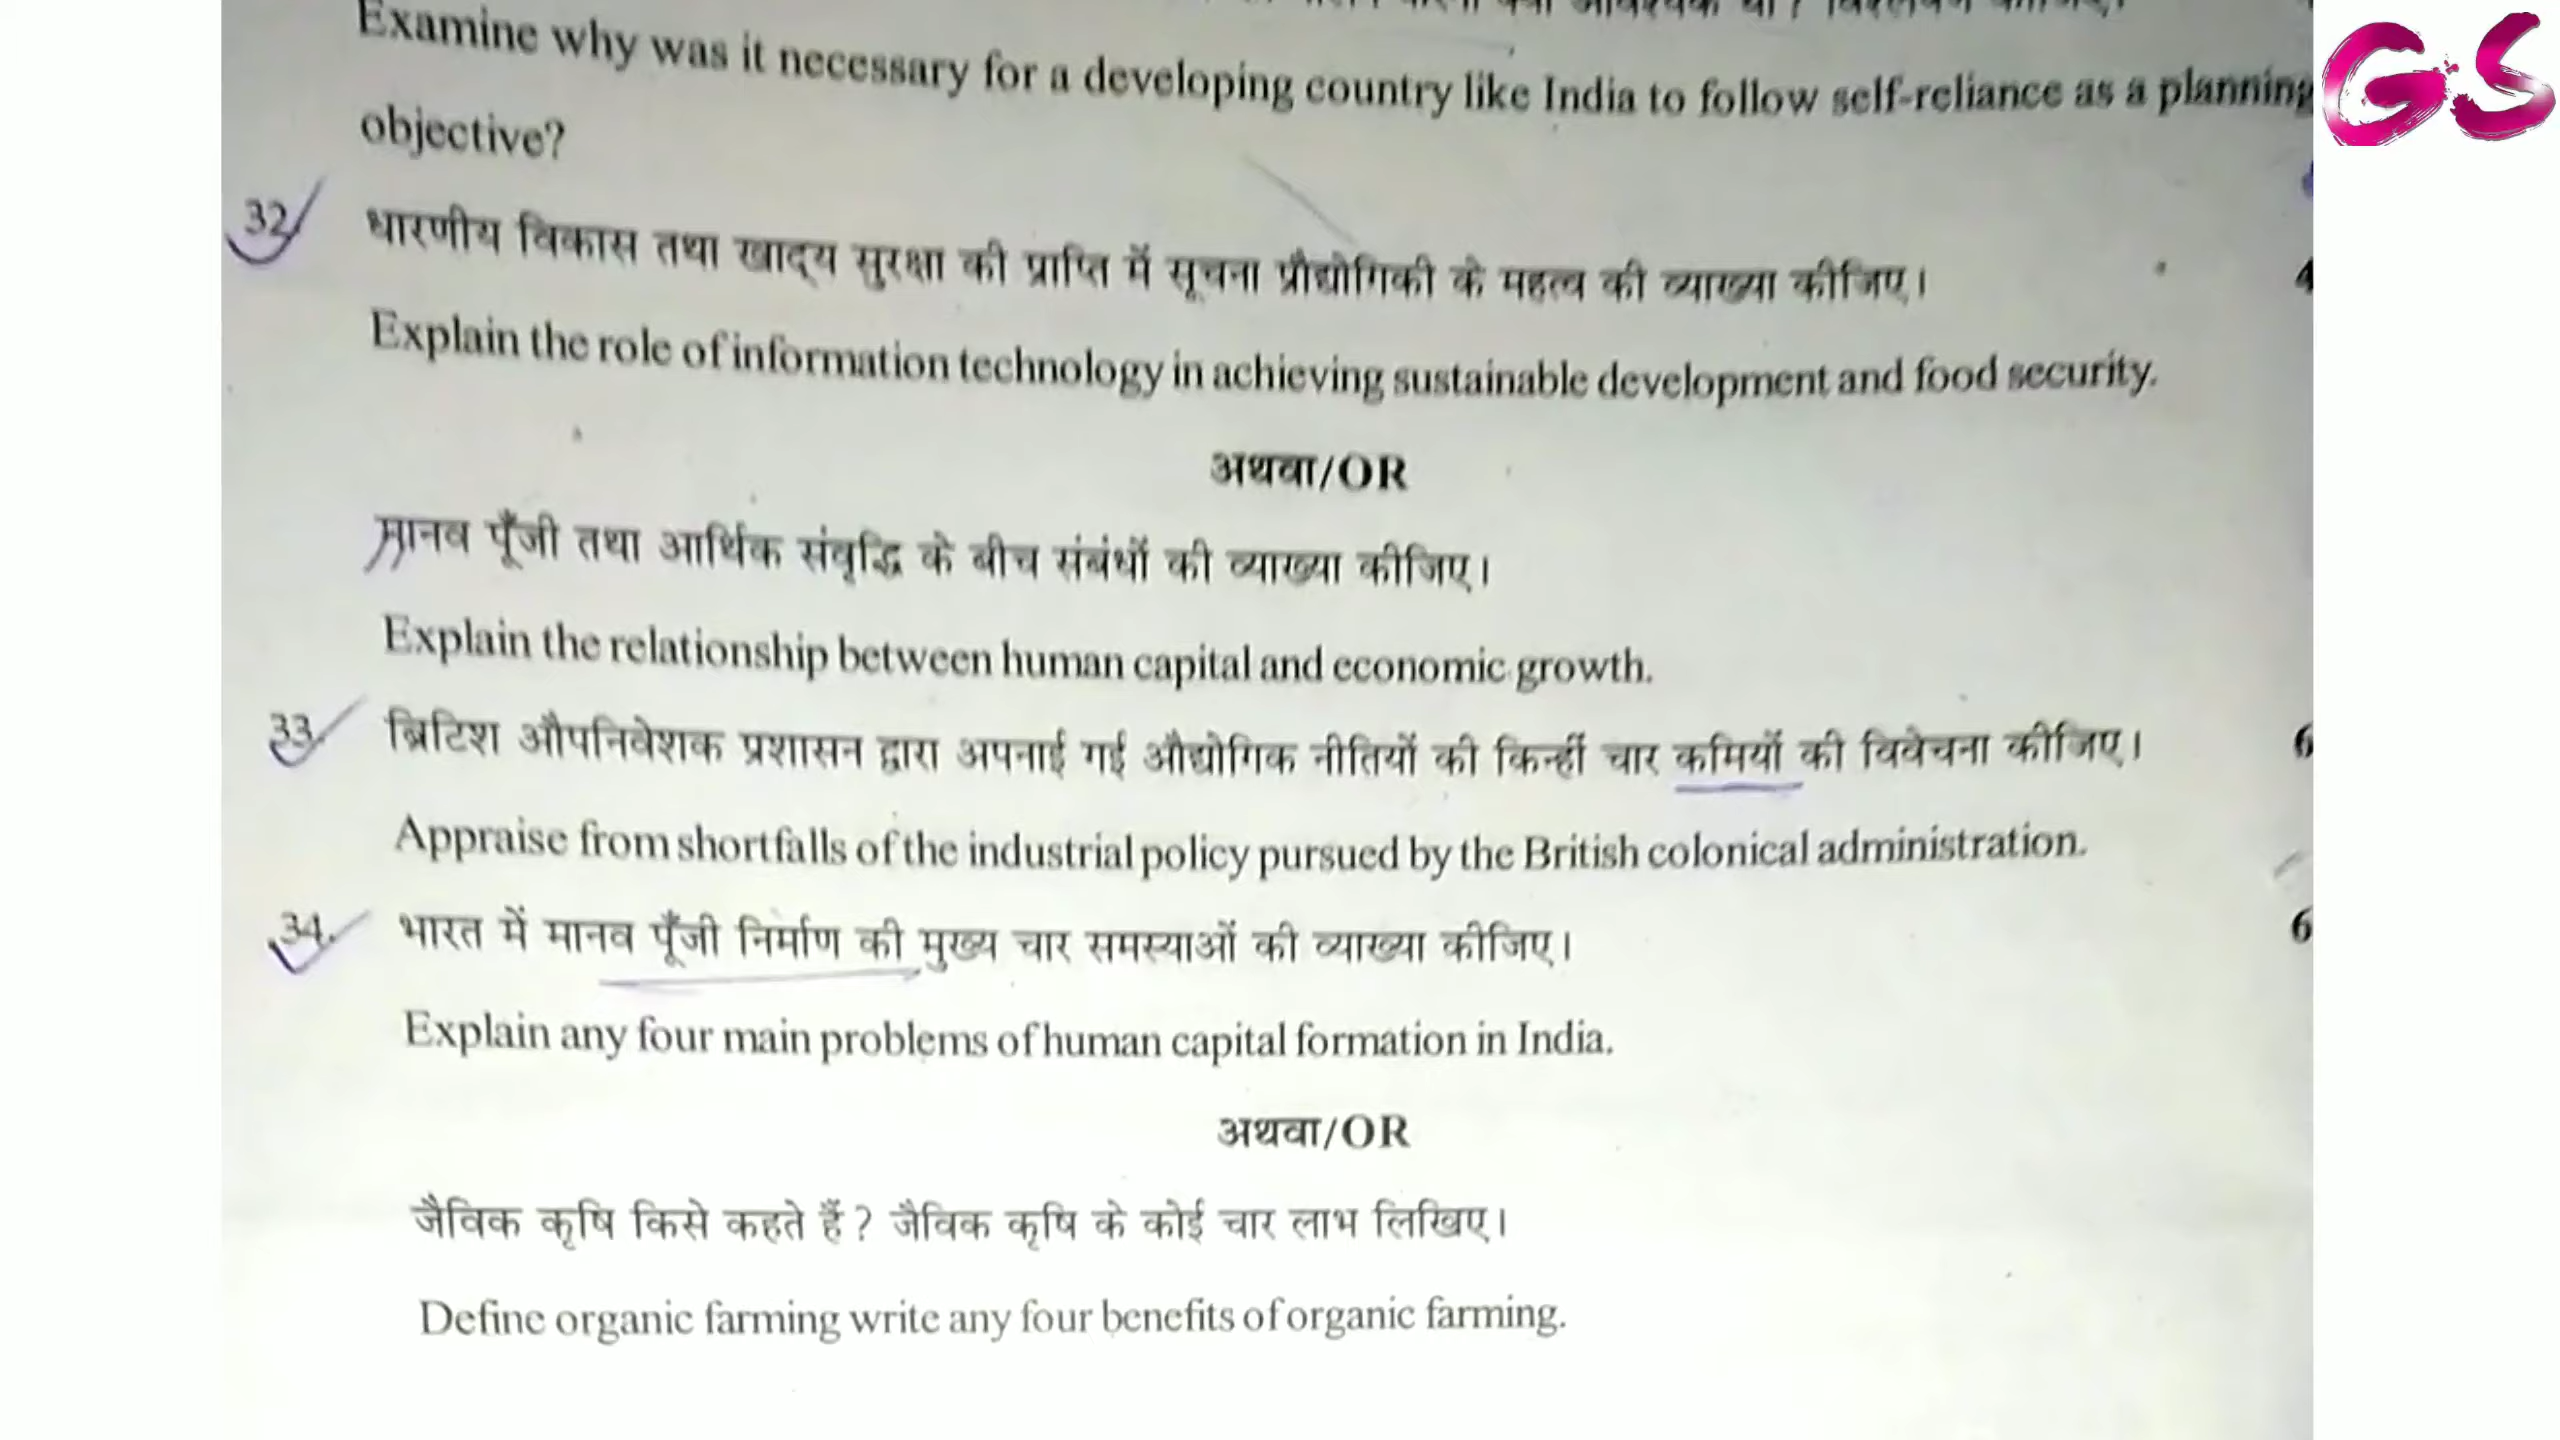 Examine why was it necessary for a developing country like India to follow self-reliance as a planning
objective?
32 धारणीय विकास तथा खाद्य सुरक्षा की प्राप्ति में सूचना प्रौद्योगिकी के महत्व की व्याख्या कीजिए। 4
Explain the role of information technology in achieving sustainable development and food security.
अथवा/OR
मानव पूँजी तथा आर्थिक संवृद्धि के बीच संबंधों की व्याख्या कीजिए।
Explain the relationship between human capital and economic growth.
33. ब्रिटिश औपनिवेशक प्रशासन द्वारा अपनाई गई औद्योगिक नीतियों की किन्हीं चार कमियों की विवेचना कीजिए। 6
Appraise from shortfalls of the industrial policy pursued by the British colonical administration.
34. भारत में मानव पूँजी निर्माण की मुख्य चार समस्याओं की व्याख्या कीजिए। 6
Explain any four main problems of human capital formation in India.
अथवा/OR
जैविक कृषि किसे कहते हैं? जैविक कृषि के कोई चार लाभ लिखिए।
Define organic farming write any four benefits of organic farming.
GS